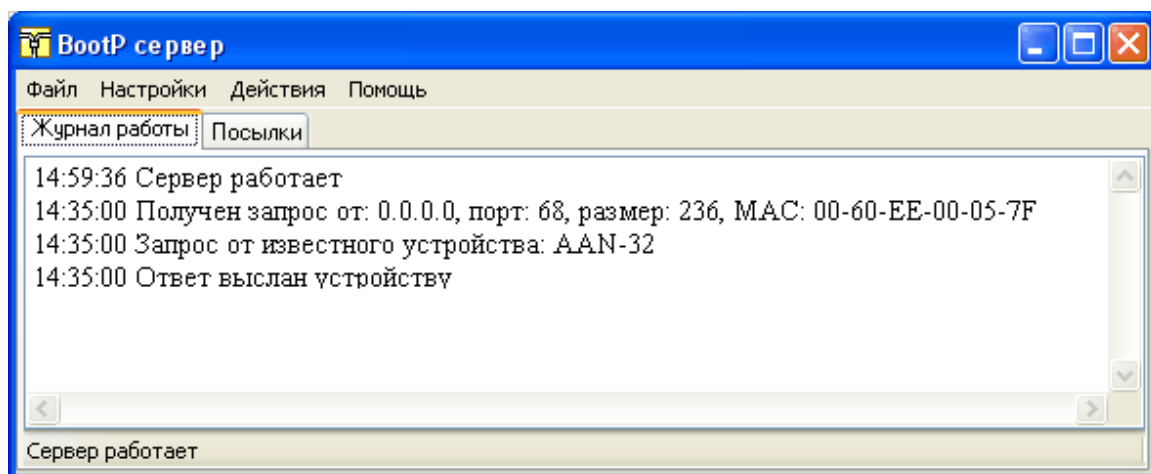 BootP сервер
Файл Настройки Действия Помощь
Журнал работы Посылки
14:59:36 Сервер работает
14:35:00 Получен запрос от: 0.0.0.0, порт: 68, размер: 236, MAC: 00-60-EE-00-05-7F
14:35:00 Запрос от известного устройства: AAN-32
14:35:00 Ответ выслан устройству
Сервер работает